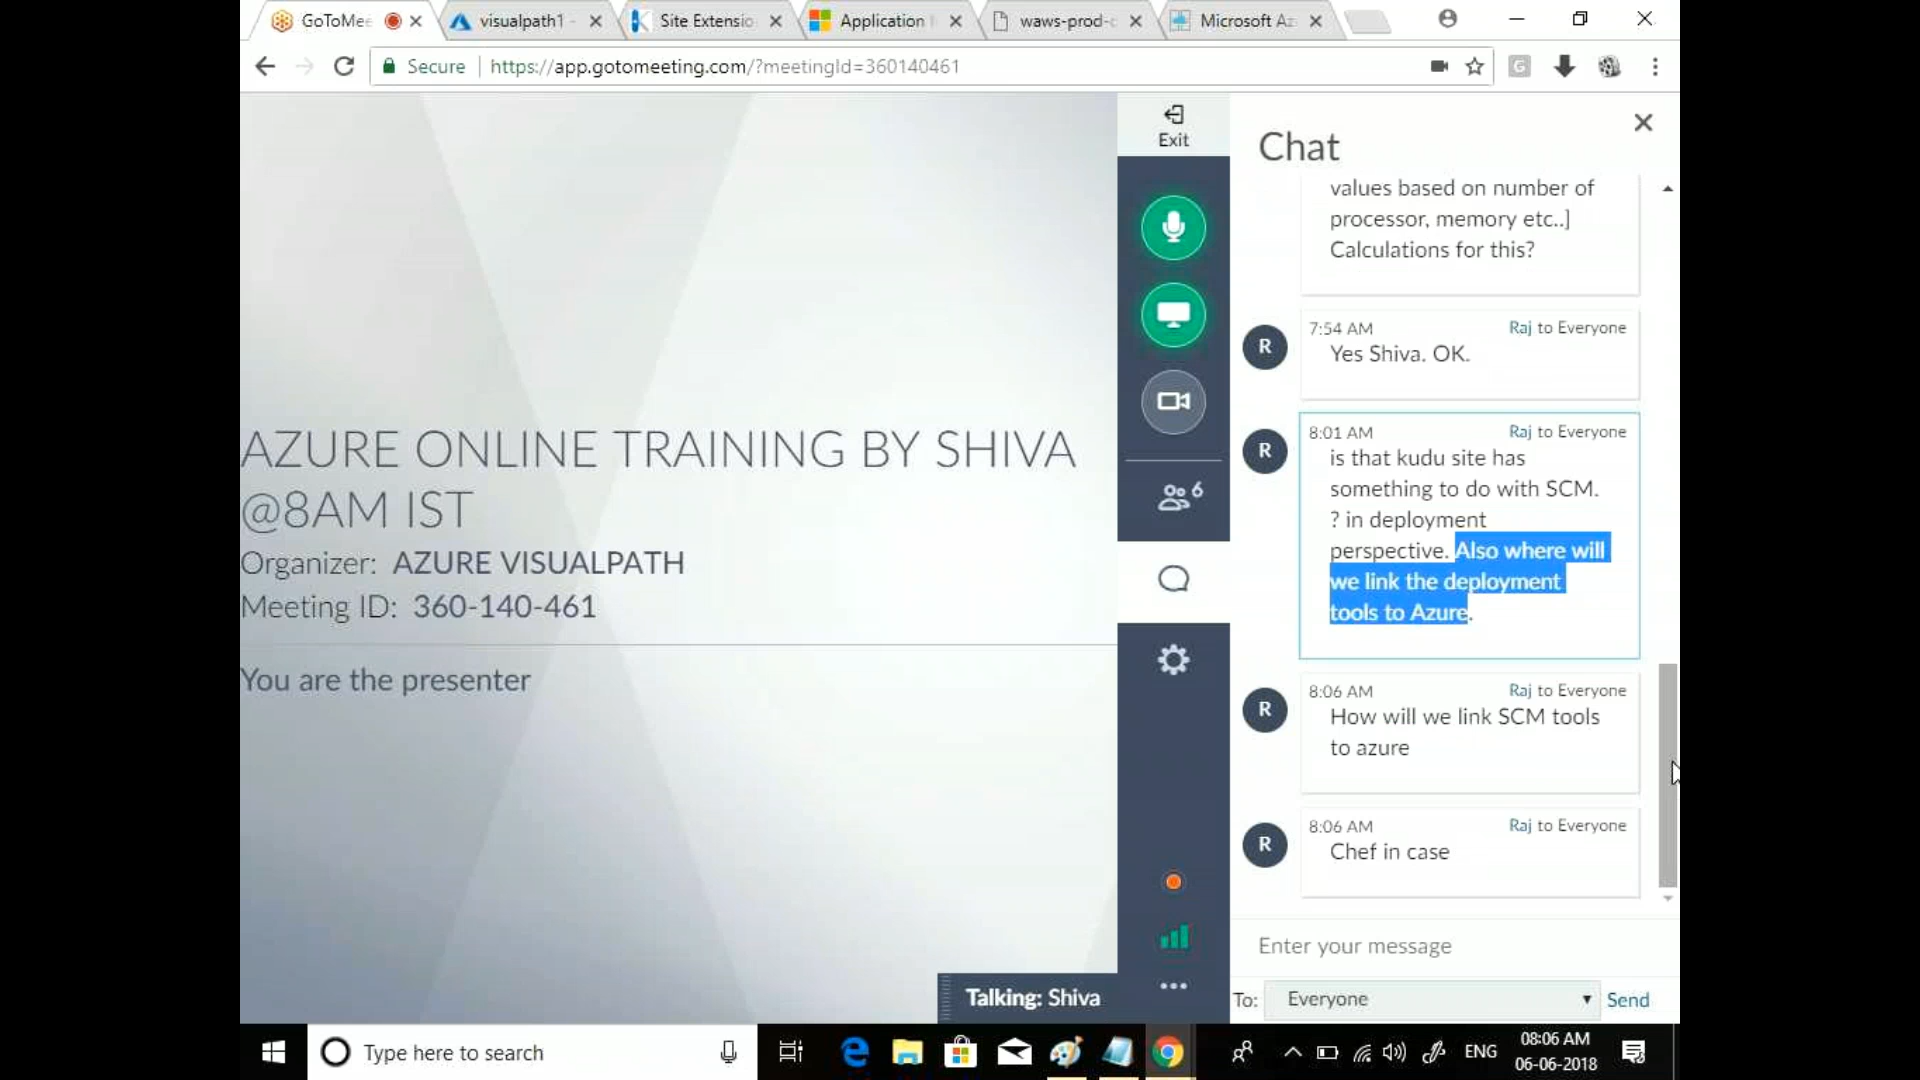 GoToMee
visualpath1 -
Site Extensio
Application
waws-prod-
Microsoft Az
Secure
https://app.gotomeeting.com/?meetingId=360140461
G
AZURE ONLINE TRAINING BY SHIVA
@8AM IST
Organizer: AZURE VISUALPATH
Meeting ID: 360-140-461
You are the presenter
Talking: Shiva
Exit
6
Chat
values based on number of
processor, memory etc..]
Calculations for this?
R
7:54 AM
Raj to Everyone
Yes Shiva. OK.
R
8:01 AM
Raj to Everyone
is that kudu site has
something to do with SCM.
? in deployment
perspective. Also where will
we link the deployment
tools to Azure.
R
8:06 AM
Raj to Everyone
How will we link SCM tools
to azure
R
8:06 AM
Raj to Everyone
Chef in case
Enter your message
To:
Everyone
Send
Type here to search
ENG
08:06 AM
06-06-2018